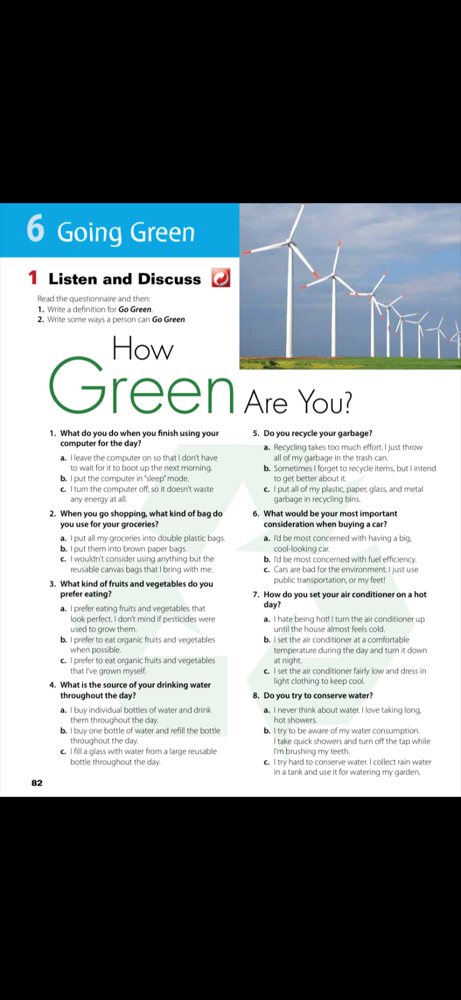 6 Going Green
1 Listen and Discuss
Read the questionnaire and then:
1. Write a definition for Go Green.
2. Write some ways a person can Go Green.
How
Green Are You?
1. What do you do when you finish using your
computer for the day?
a. I leave the computer on so that I don't have
to wait for it to boot up the next morning.
b. I put the computer in "sleep" mode.
c. I turn the computer off, so it doesn't waste
any energy at all.
2. When you go shopping, what kind of bag do
you use for your groceries?
a. I put all my groceries into double plastic bags.
b. I put them into brown paper bags.
c. I wouldn't consider using anything but the
reusable canvas bags that I bring with me.
3. What kind of fruits and vegetables do you
prefer eating?
a. I prefer eating fruits and vegetables that
look perfect. I don't mind if pesticides were
used to grow them.
b. I prefer to eat organic fruits and vegetables
when possible.
c. I prefer to eat organic fruits and vegetables
that I've grown myself.
4. What is the source of your drinking water
throughout the day?
a. I buy individual bottles of water and drink
them throughout the day.
b. I buy one bottle of water and refill the bottle
throughout the day.
c. I fill a glass with water from a large reusable
bottle throughout the day.
5. Do you recycle your garbage?
a. Recycling takes too much effort. I just throw
all of my garbage in the trash can.
b. Sometimes I forget to recycle items, but I intend
to get better about it.
c. I put all of my plastic, paper, glass, and metal
garbage in recycling bins.
6. What would be your most important
consideration when buying a car?
a. I'd be most concerned with having a big,
cool-looking car.
b. I'd be most concerned with fuel efficiency.
c. Cars are bad for the environment. I just use
public transportation, or my feet!
7. How do you set your air conditioner on a hot
day?
a. I hate being hot! I turn the air conditioner up
until the house almost feels cold.
b. I set the air conditioner at a comfortable
temperature during the day and turn it down
at night.
c. I set the air conditioner fairly low and dress in
light clothing to keep cool.
8. Do you try to conserve water?
a. I never think about water. I love taking long,
hot showers.
b. I try to be aware of my water consumption.
I take quick showers and turn off the tap while
I'm brushing my teeth.
c. I try hard to conserve water. I collect rain water
in a tank and use it for watering my garden.
82